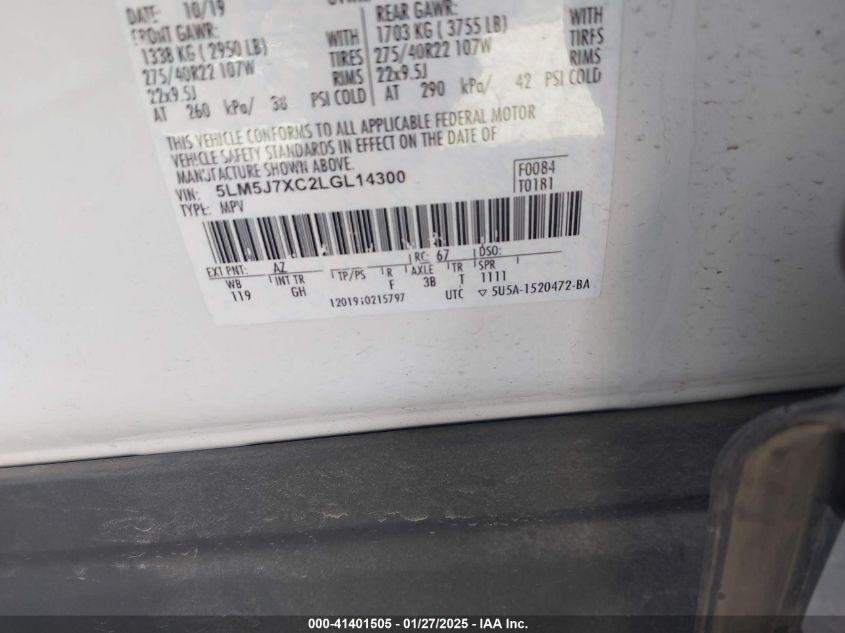 DATE: 10/19
FRONT GAWR:
1338 KG ( 2950 LB) WITH
275/40R22 107W TIRES
22x9.5J RIMS
AT 260 kPa/ 38 PSI COLD
REAR GAWR:
1703 KG ( 3755 LB) WITH
275/40R22 107W TIRES
22x9.5J RIMS
AT 290 kPa/ 42 PSI COLD
THIS VEHICLE CONFORMS TO ALL APPLICABLE FEDERAL MOTOR
VEHICLE SAFETY STANDARDS IN EFFECT ON THE DATE OF
MANUFACTURE SHOWN ABOVE.
VIN: 5LM5J7XC2LGL14300 F0084
TYPE: MPV T0181
EXT PNT: AZ RC: 67 DSO:
WB INT TR TP/PS R AXLE TR SPR
119 GH F 3B T 1111
12019 0215797 UTC ▽ 5U5A-1520472-BA
000-41401505 — 01/27/2025 — IAA Inc.